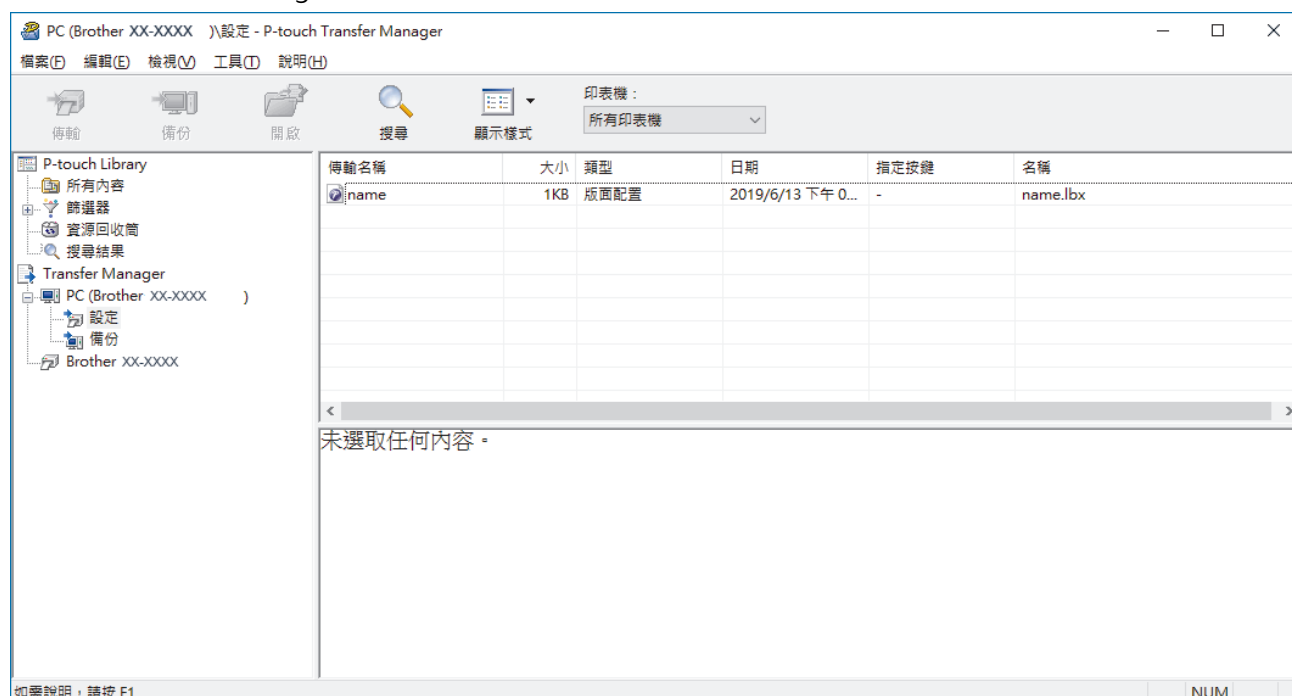 PC (Brother XX-XXXX )\設定 - P-touch Transfer Manager
檔案(F) 編輯(E) 檢視(V) 工具(T) 說明(H)
傳輸 備份 開啟 搜尋 顯示樣式
印表機：
所有印表機
P-touch Library
所有內容
篩選器
資源回收筒
搜尋結果
Transfer Manager
PC (Brother XX-XXXX )
設定
備份
Brother XX-XXXX
傳輸名稱 大小 類型 日期 指定按鍵 名稱
name 1KB 版面配置 2019/6/13 下午 0... - name.lbx
未選取任何內容。
如需說明，請按 F1
NUM